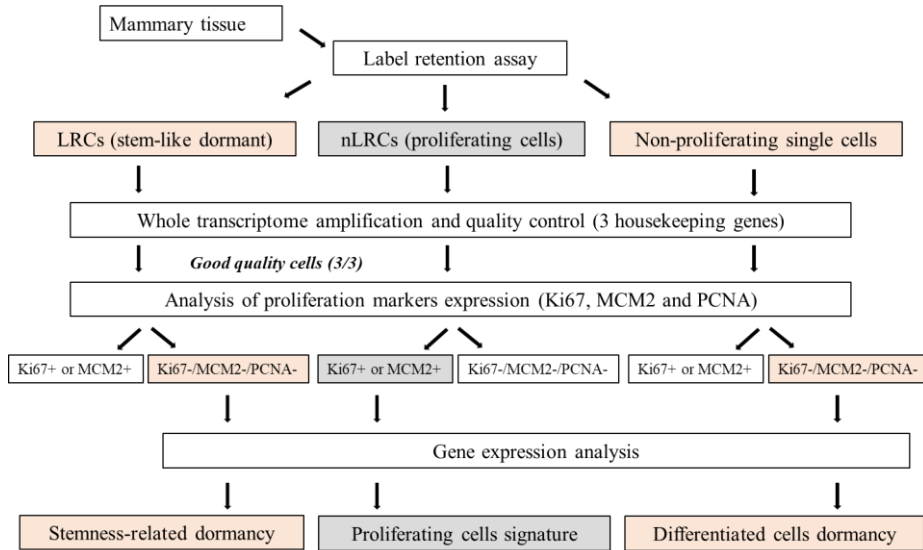 Mammary tissue
Label retention assay
LRCs (stem-like dormant)
nLRCs (proliferating cells)
Non-proliferating single cells
Whole transcriptome amplification and quality control (3 housekeeping genes)
Good quality cells (3/3)
Analysis of proliferation markers expression (Ki67, MCM2 and PCNA)
Ki67+ or MCM2+
Ki67-/MCM2-/PCNA-
Ki67+ or MCM2+
Ki67-/MCM2-/PCNA-
Ki67+ or MCM2+
Ki67-/MCM2-/PCNA-
Gene expression analysis
Stemness-related dormancy
Proliferating cells signature
Differentiated cells dormancy